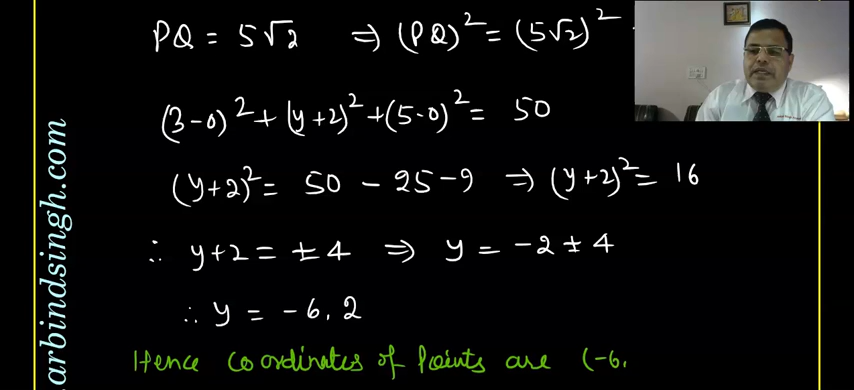 PQ = 5√2 ⇒ (PQ)² = (5√2)²
(3-0)² + (y+2)² + (5-0)² = 50
(y+2)² = 50 - 25 - 9 ⇒ (y+2)² = 16
∴ y+2 = ±4 ⇒ y = -2 ± 4
∴ y = -6, 2
Hence coordinates of Points are (-6,
arbindsingh.com